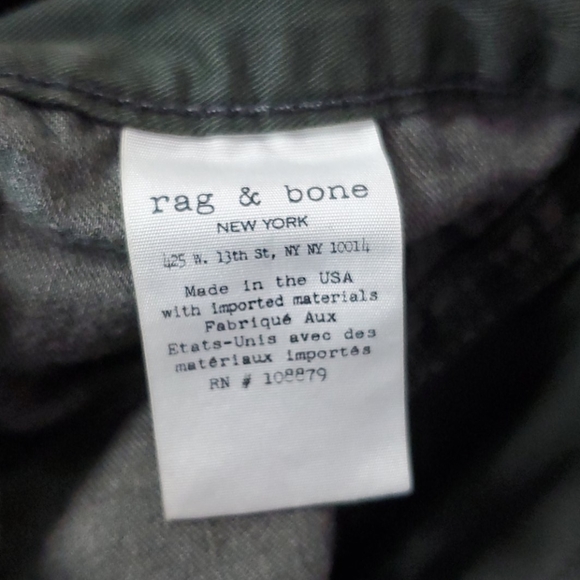 rag & bone
NEW YORK
425 W. 13th St, NY NY 10014
Made in the USA
with imported materials
Fabriqué Aux
Etats-Unis avec des
matériaux importés
RN # 108879